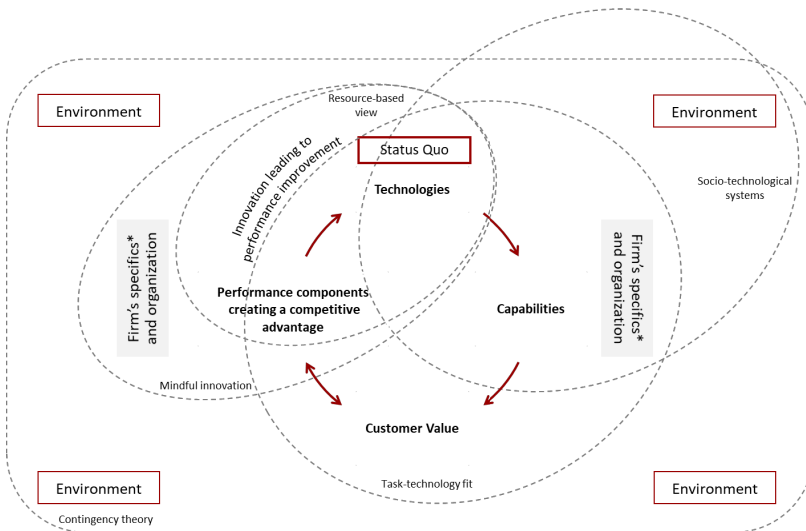 Environment
Environment
Resource-based
view
Innovation leading to
performance improvement
Status Quo
Technologies
Socio-technological
systems
Firm's specifics*
and organization
Firm's specifics*
and organization
Performance components
creating a competitive
advantage
Capabilities
Mindful innovation
Customer Value
Task-technology fit
Environment
Environment
Contingency theory